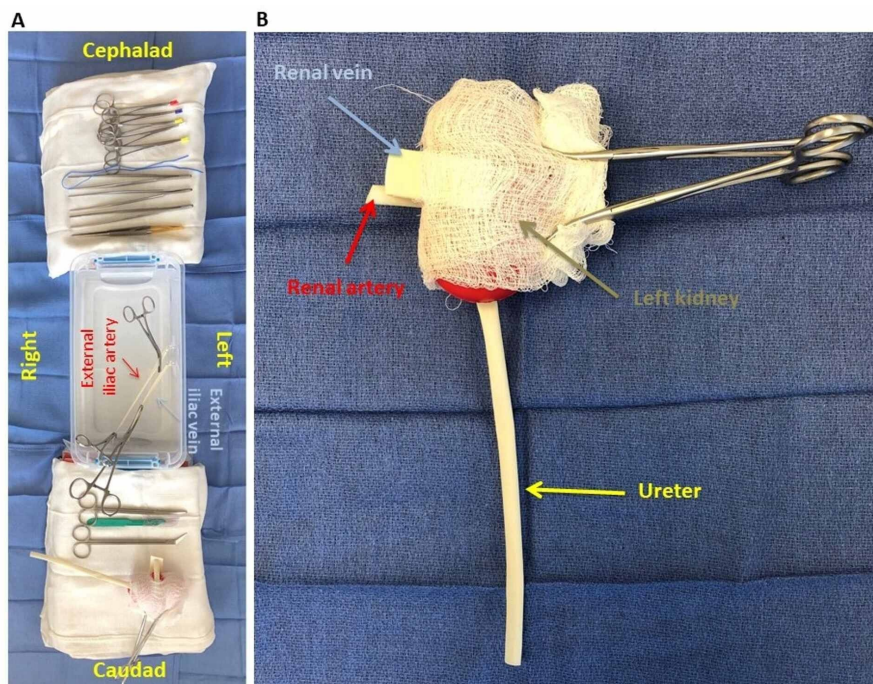 A
Cephalad
Right
Left
External
iliac artery
External
iliac vein
Caudad
B
Renal vein
Renal artery
Left kidney
Ureter